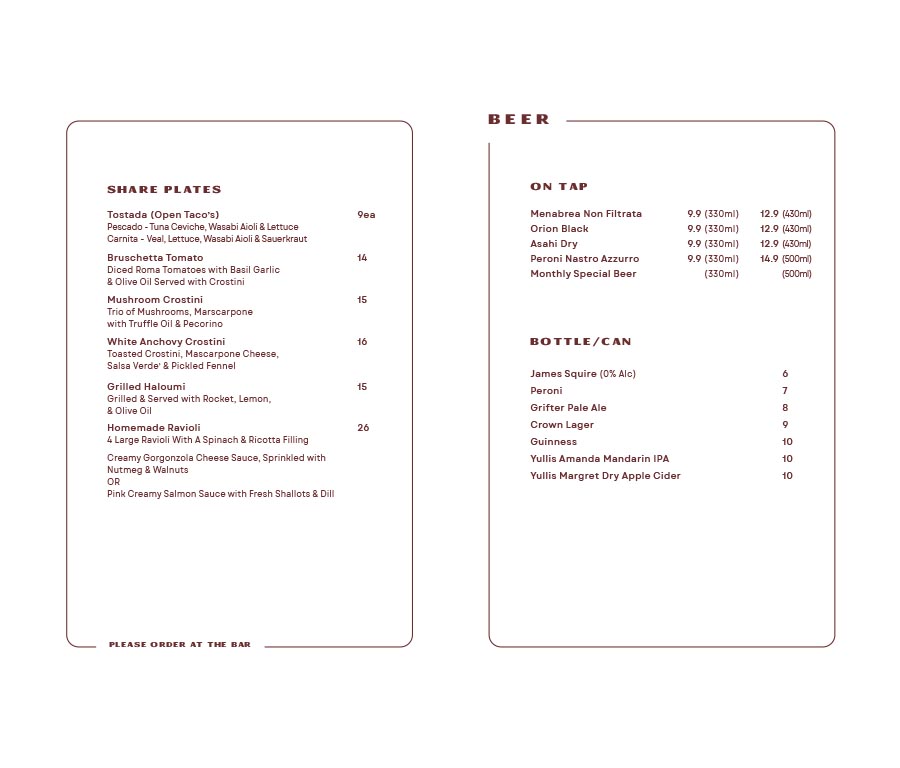 SHARE PLATES
Tostada (Open Taco's) 9ea
Pescado - Tuna Ceviche, Wasabi Aioli & Lettuce
Carnita - Veal, Lettuce, Wasabi Aioli & Sauerkraut
Bruschetta Tomato 14
Diced Roma Tomatoes with Basil Garlic
& Olive Oil Served with Crostini
Mushroom Crostini 15
Trio of Mushrooms, Marscarpone
with Truffle Oil & Pecorino
White Anchovy Crostini 16
Toasted Crostini, Mascarpone Cheese,
Salsa Verde' & Pickled Fennel
Grilled Haloumi 15
Grilled & Served with Rocket, Lemon,
& Olive Oil
Homemade Ravioli 26
4 Large Ravioli With A Spinach & Ricotta Filling
Creamy Gorgonzola Cheese Sauce, Sprinkled with
Nutmeg & Walnuts
OR
Pink Creamy Salmon Sauce with Fresh Shallots & Dill
PLEASE ORDER AT THE BAR
BEER
ON TAP
Menabrea Non Filtrata 9.9 (330ml) 12.9 (430ml)
Orion Black 9.9 (330ml) 12.9 (430ml)
Asahi Dry 9.9 (330ml) 12.9 (430ml)
Peroni Nastro Azzurro 9.9 (330ml) 14.9 (500ml)
Monthly Special Beer (330ml) (500ml)
BOTTLE/CAN
James Squire (0% Alc) 6
Peroni 7
Grifter Pale Ale 8
Crown Lager 9
Guinness 10
Yullis Amanda Mandarin IPA 10
Yullis Margret Dry Apple Cider 10